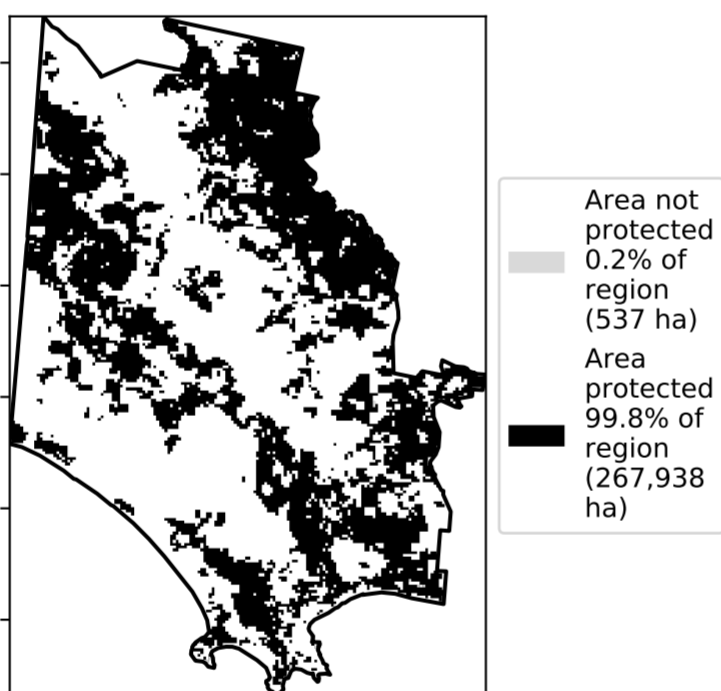 Area not
protected
0.2% of
region
(537 ha)
Area
protected
99.8% of
region
(267,938
ha)